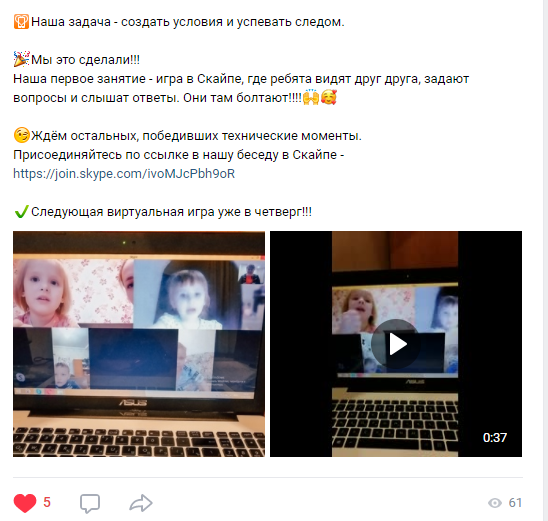 Наша задача - создать условия и успевать следом.
Мы это сделали!!!
Наша первое занятие - игра в Скайпе, где ребята видят друг друга, задают
вопросы и слышат ответы. Они там болтают!!!!
Ждём остальных, победивших технические моменты.
Присоединяйтесь по ссылке в нашу беседу в Скайпе -
https://join.skype.com/ivoMJcPbh9oR
Следующая виртуальная игра уже в четверг!!!
ASUS
ASUS
0:37
5
61